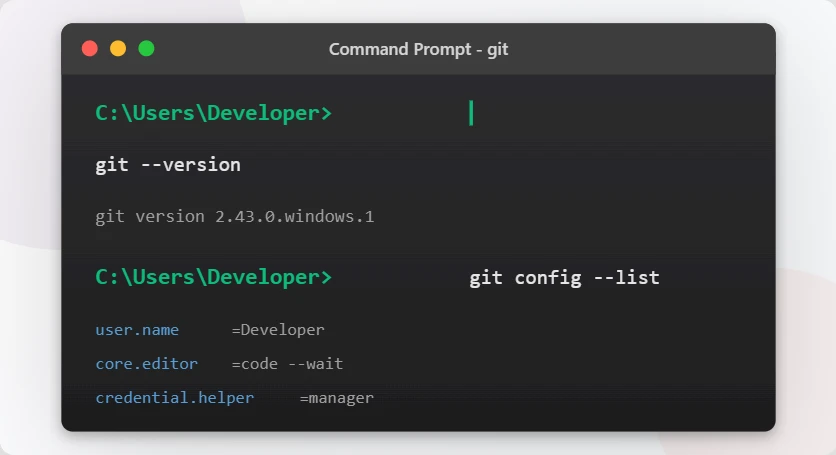 Command Prompt - git
C:\Users\Developer>
git --version
git version 2.43.0.windows.1
C:\Users\Developer> git config --list
user.name =Developer
core.editor =code --wait
credential.helper =manager